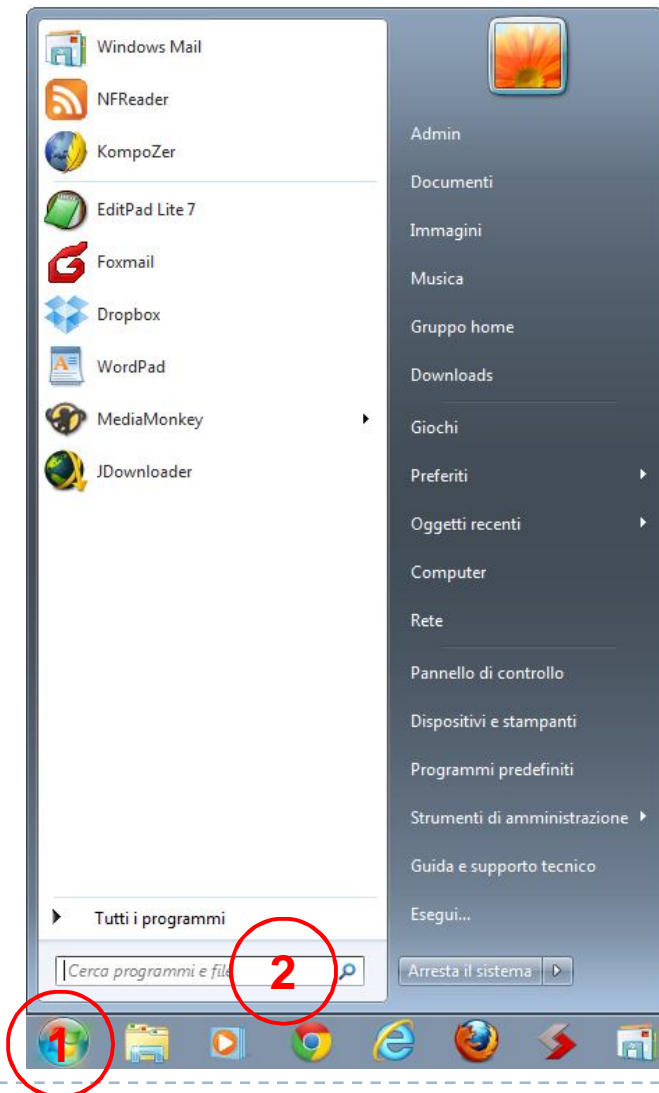 Windows Mail
NFReader
KompoZer
EditPad Lite 7
Foxmail
Dropbox
WordPad
MediaMonkey
JDownloader
Tutti i programmi
Cerca programmi e file
2
1
Admin
Documenti
Immagini
Musica
Gruppo home
Downloads
Giochi
Preferiti
Oggetti recenti
Computer
Rete
Pannello di controllo
Dispositivi e stampanti
Programmi predefiniti
Strumenti di amministrazione
Guida e supporto tecnico
Esegui...
Arresta il sistema